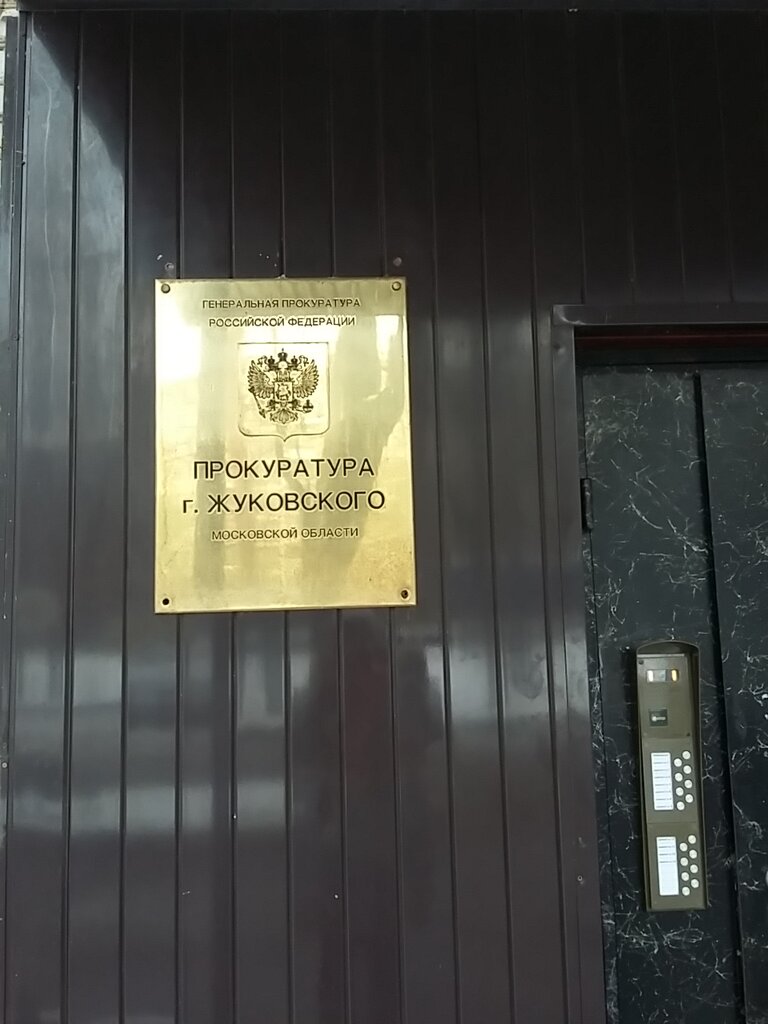 ГЕНЕРАЛЬНАЯ ПРОКУРАТУРА
РОССИЙСКОЙ ФЕДЕРАЦИИ
ПРОКУРАТУРА
г. ЖУКОВСКОГО
МОСКОВСКОЙ ОБЛАСТИ